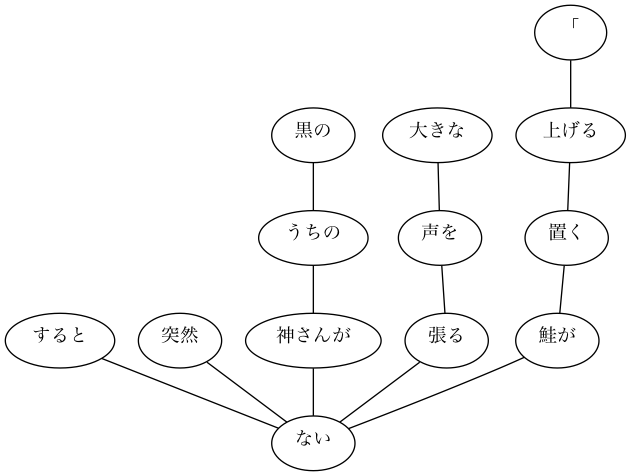 「
黒の
大きな
上げる
うちの
声を
置く
すると
突然
神さんが
張る
鮭が
ない